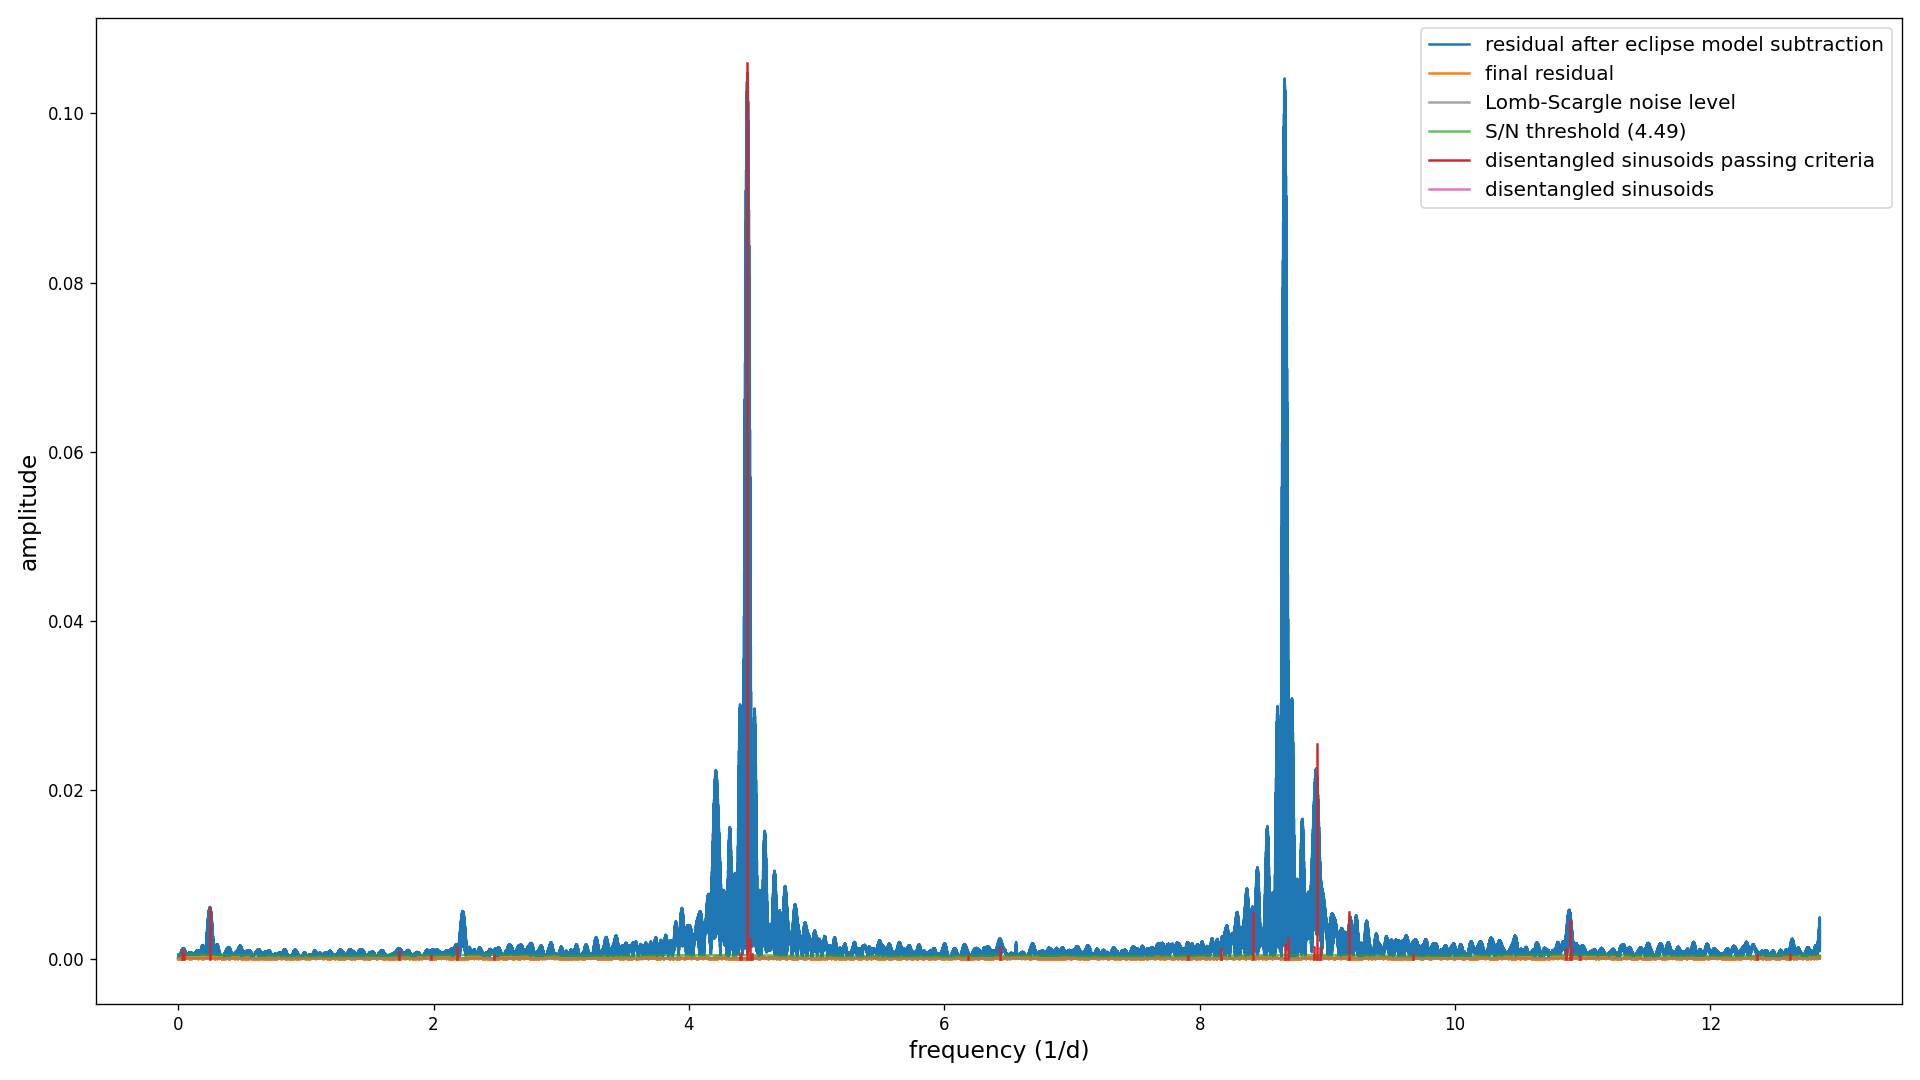 residual after eclipse model subtraction
final residual
Lomb-Scargle noise level
S/N threshold (4.49)
disentangled sinusoids passing criteria
disentangled sinusoids
0.10
0.08
0.06
0.04
0.02
0.00
amplitude
0 2 4 6 8 10 12
frequency (1/d)